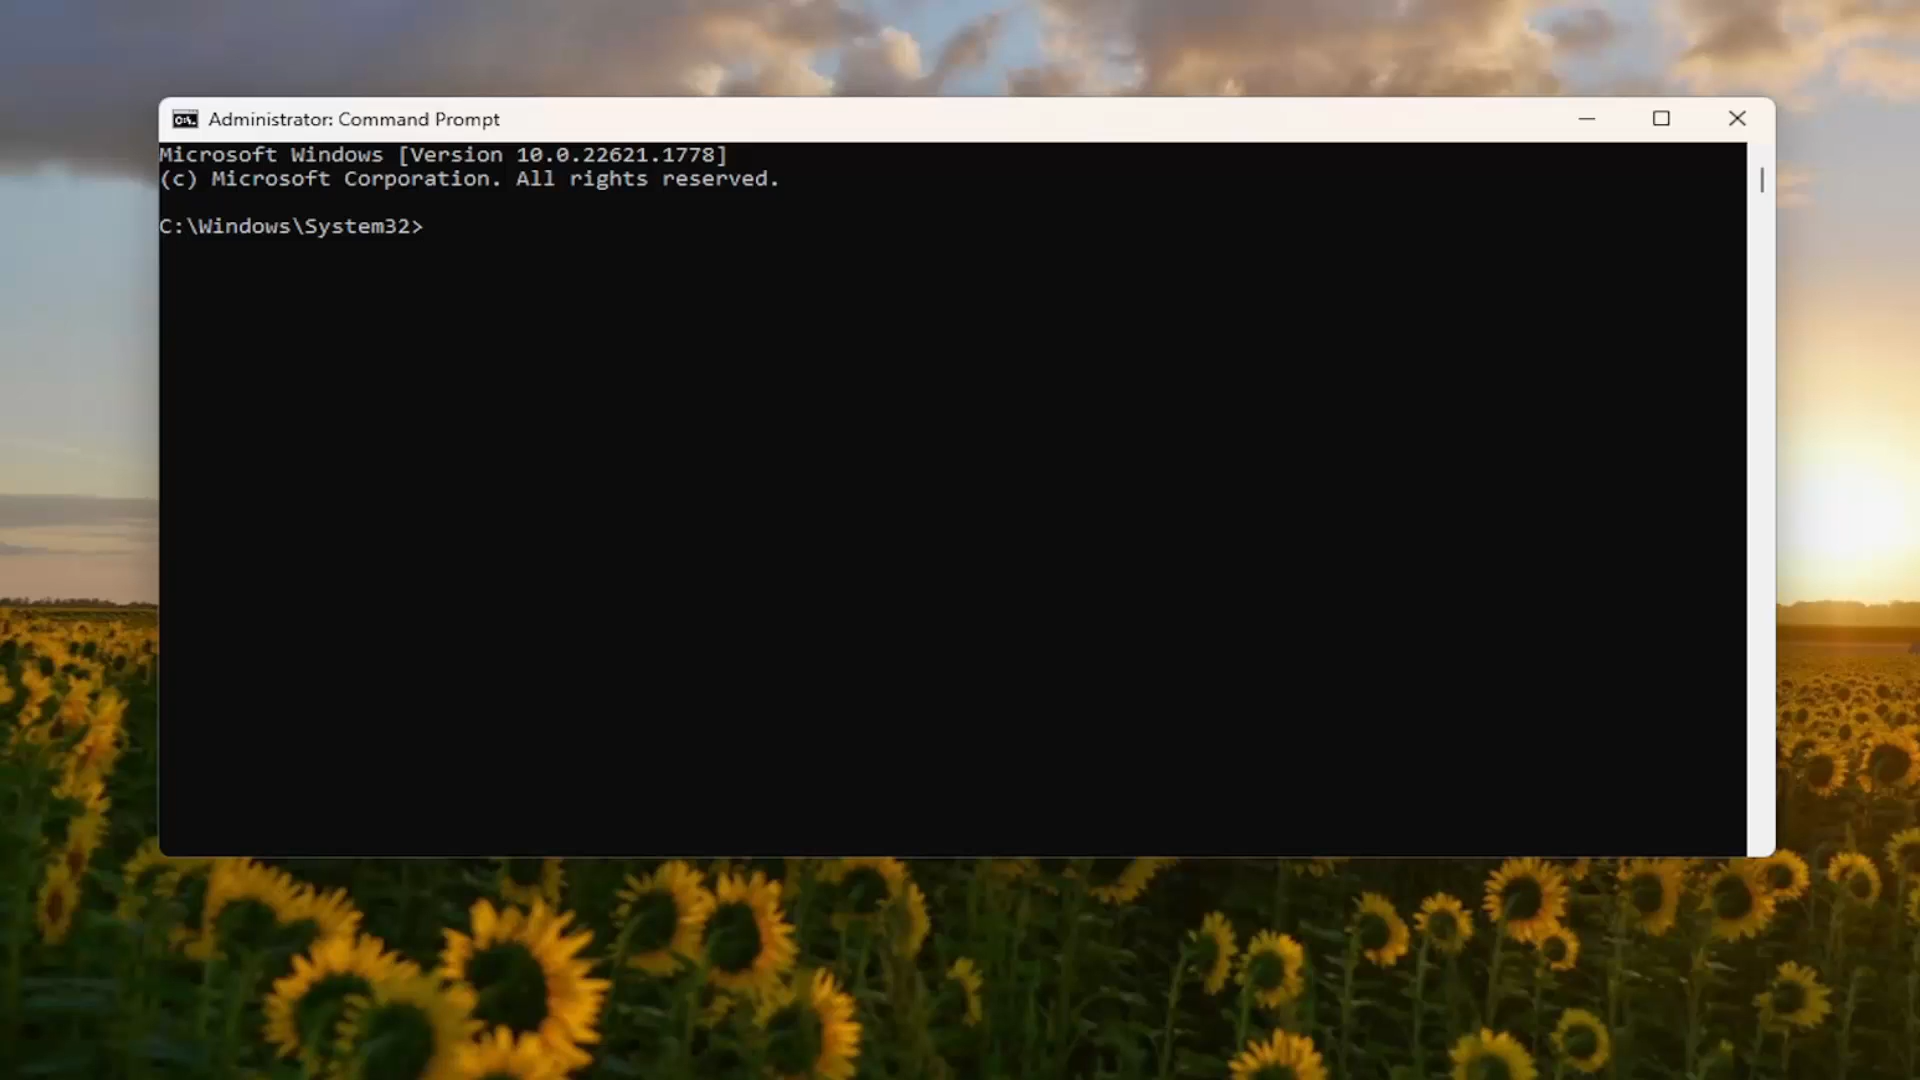 Administrator: Command Prompt
Microsoft Windows [Version 10.0.22621.1778]
(c) Microsoft Corporation. All rights reserved.
C:\Windows\System32>